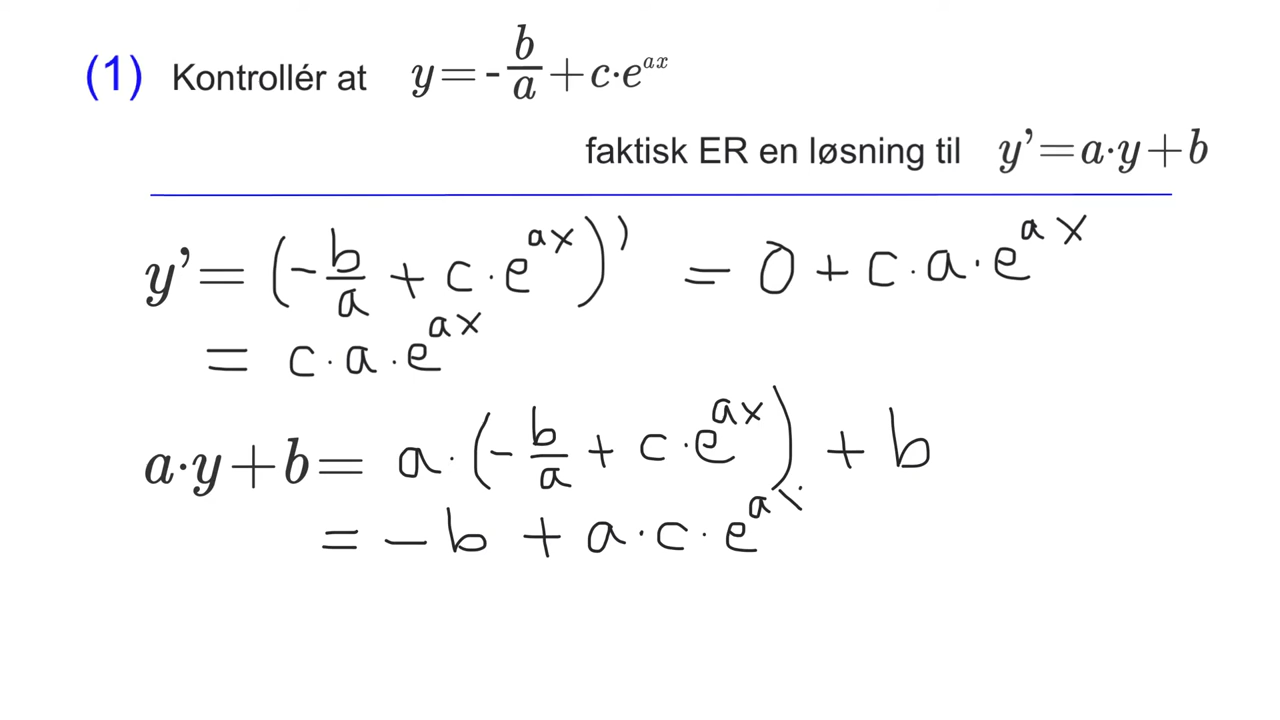 (1) Kontrollér at y = -b/a + c·e^{ax}
faktisk ER en løsning til y' = a·y + b
y' = (-b/a + c·e^{ax})' = 0 + c·a·e^{ax}
= c·a·e^{ax}
a·y + b = a·(-b/a + c·e^{ax}) + b
= -b + a·c·e^{a